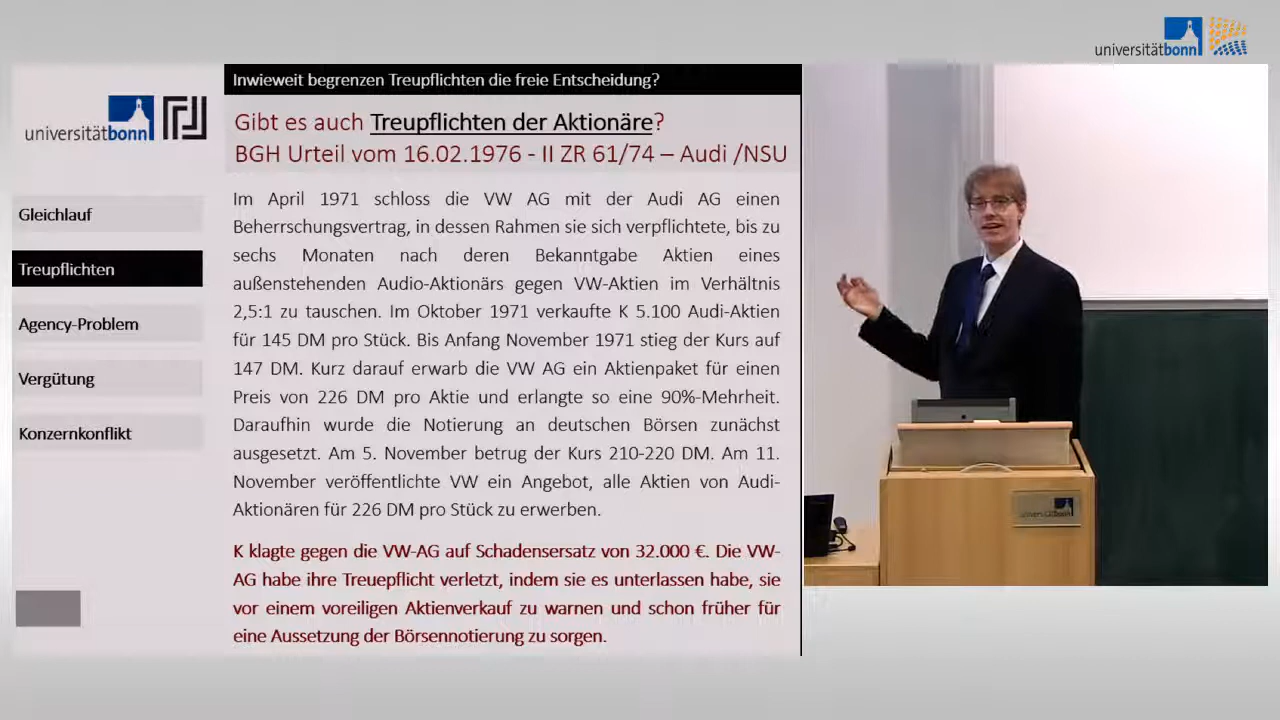 universitätbonn
universitätbonn
Gleichlauf
Treupflichten
Agency-Problem
Vergütung
Konzernkonflikt
Inwieweit begrenzen Treupflichten die freie Entscheidung?
Gibt es auch Treupflichten der Aktionäre?
BGH Urteil vom 16.02.1976 - II ZR 61/74 – Audi /NSU
Im April 1971 schloss die VW AG mit der Audi AG einen
Beherrschungsvertrag, in dessen Rahmen sie sich verpflichtete, bis zu
sechs Monaten nach deren Bekanntgabe Aktien eines
außenstehenden Audio-Aktionärs gegen VW-Aktien im Verhältnis
2,5:1 zu tauschen. Im Oktober 1971 verkaufte K 5.100 Audi-Aktien
für 145 DM pro Stück. Bis Anfang November 1971 stieg der Kurs auf
147 DM. Kurz darauf erwarb die VW AG ein Aktienpaket für einen
Preis von 226 DM pro Aktie und erlangte so eine 90%-Mehrheit.
Daraufhin wurde die Notierung an deutschen Börsen zunächst
ausgesetzt. Am 5. November betrug der Kurs 210-220 DM. Am 11.
November veröffentlichte VW ein Angebot, alle Aktien von Audi-
Aktionären für 226 DM pro Stück zu erwerben.
K klagte gegen die VW-AG auf Schadensersatz von 32.000 €. Die VW-
AG habe ihre Treuepflicht verletzt, indem sie es unterlassen habe, sie
vor einem voreiligen Aktienverkauf zu warnen und schon früher für
eine Aussetzung der Börsennotierung zu sorgen.
universitätbonn